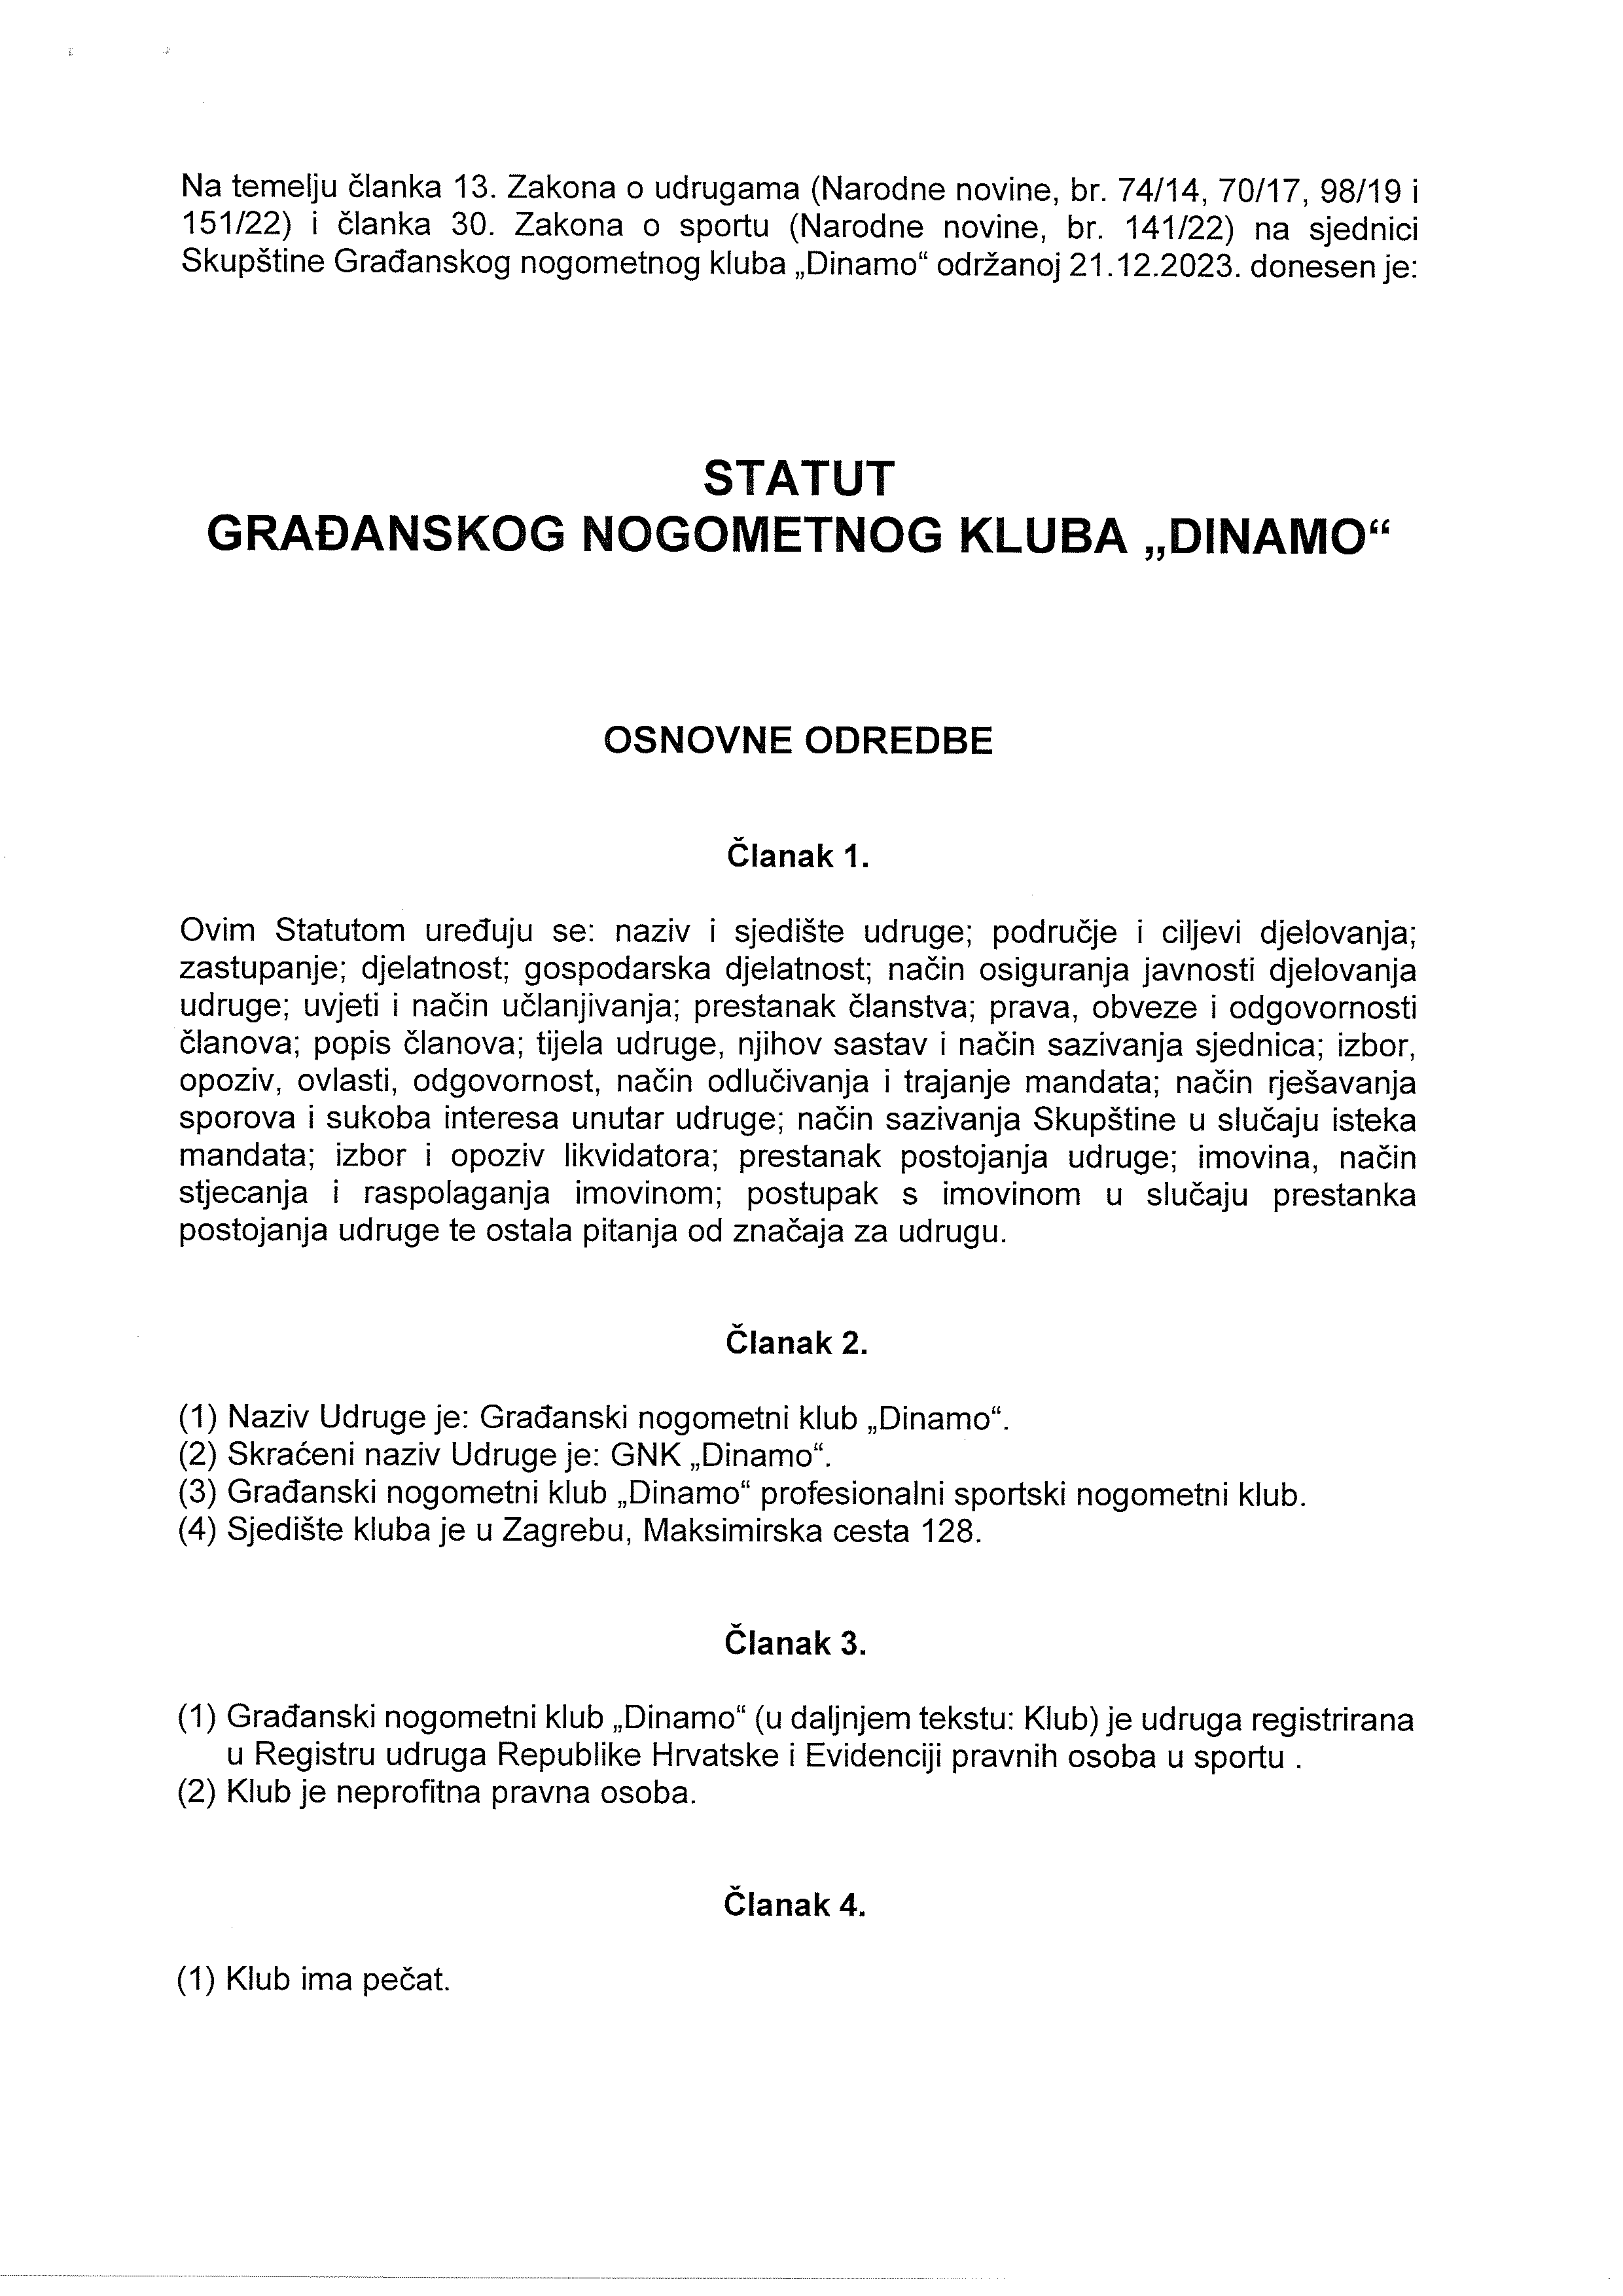 Na temelju članka 13. Zakona o udrugama (Narodne novine, br. 74/14, 70/17, 98/19 i
151/22) i članka 30. Zakona o sportu (Narodne novine, br. 141/22) na sjednici
Skupštine Građanskog nogometnog kluba „Dinamo“ održanoj 21.12.2023. donesen je:
STATUT
GRAĐANSKOG NOGOMETNOG KLUBA „DINAMO“
OSNOVNE ODREDBE
Članak 1.
Ovim Statutom uređuju se: naziv i sjedište udruge; područje i ciljevi djelovanja;
zastupanje; djelatnost; gospodarska djelatnost; način osiguranja javnosti djelovanja
udruge; uvjeti i način učlanjivanja; prestanak članstva; prava, obveze i odgovornosti
članova; popis članova; tijela udruge, njihov sastav i način sazivanja sjednica; izbor,
opoziv, ovlasti, odgovornost, način odlučivanja i trajanje mandata; način rješavanja
sporova i sukoba interesa unutar udruge; način sazivanja Skupštine u slučaju isteka
mandata; izbor i opoziv likvidatora; prestanak postojanja udruge; imovina, način
stjecanja i raspolaganja imovinom; postupak s imovinom u slučaju prestanka
postojanja udruge te ostala pitanja od značaja za udrugu.
Članak 2.
(1) Naziv Udruge je: Građanski nogometni klub „Dinamo“.
(2) Skraćeni naziv Udruge je: GNK „Dinamo“.
(3) Građanski nogometni klub „Dinamo“ profesionalni sportski nogometni klub.
(4) Sjedište kluba je u Zagrebu, Maksimirska cesta 128.
Članak 3.
(1) Građanski nogometni klub „Dinamo“ (u daljnjem tekstu: Klub) je udruga registrirana
u Registru udruga Republike Hrvatske i Evidenciji pravnih osoba u sportu .
(2) Klub je neprofitna pravna osoba.
Članak 4.
(1) Klub ima pečat.